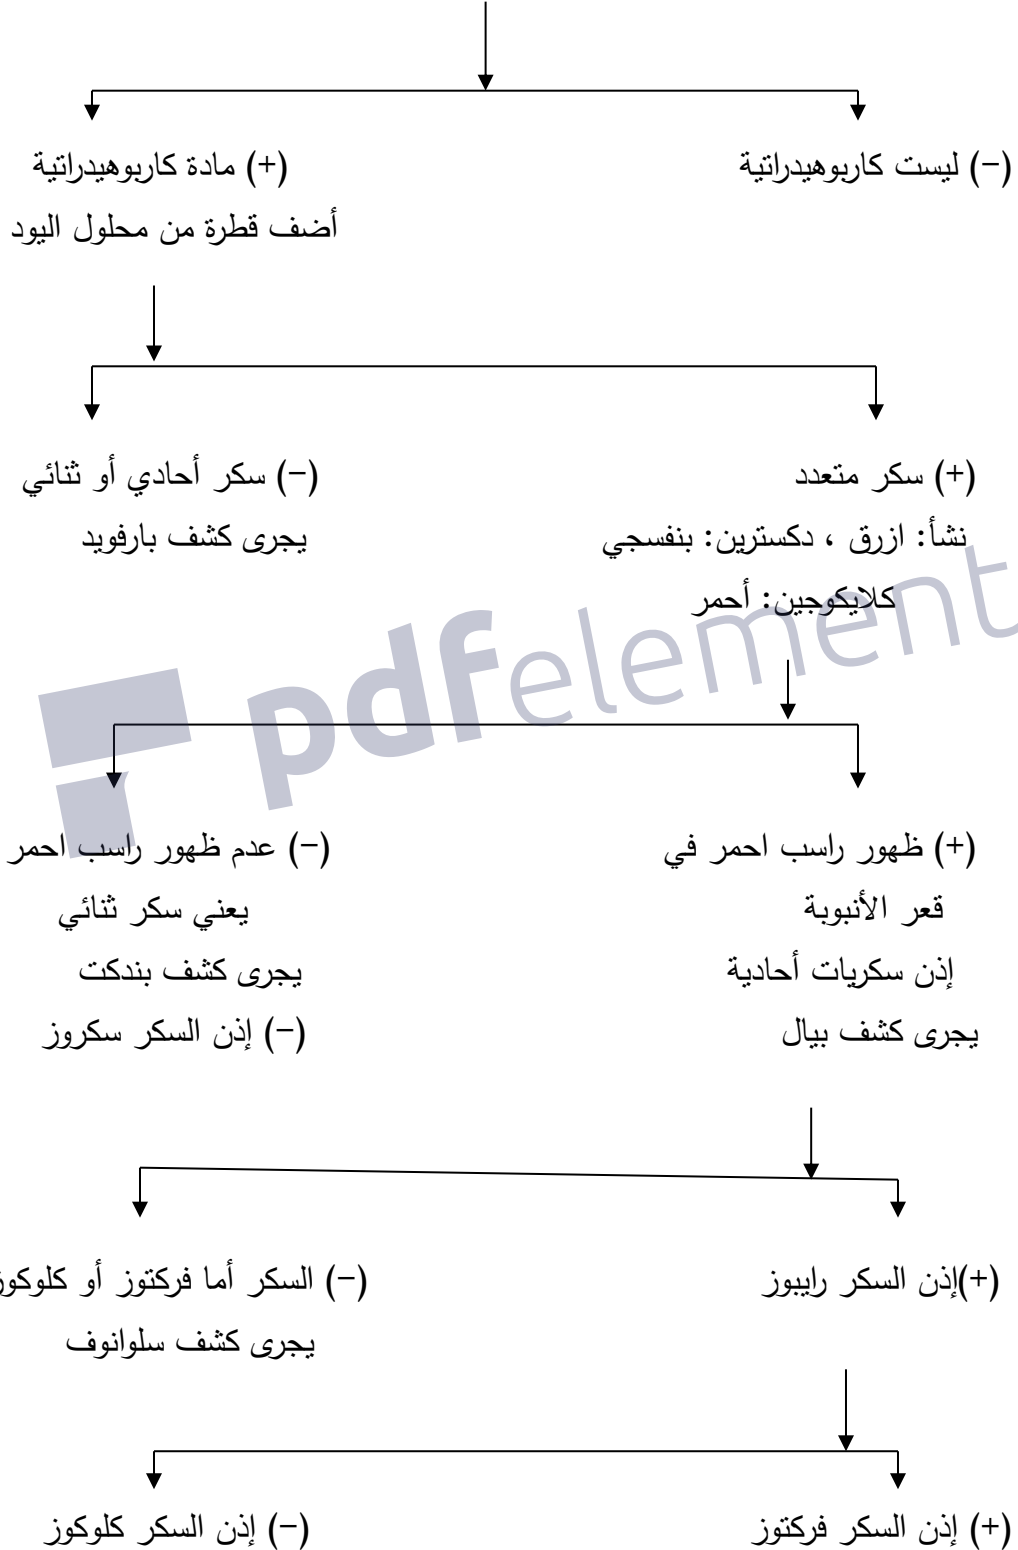 (-) ليست كاربوهيدراتية
(+) مادة كاربوهيدراتية
أضف قطرة من محلول اليود
(+) سكر متعدد
نشأ: ازرق ، دكسترين: بنفسجي
كلايكوجين: أحمر
(-) سكر أحادي أو ثنائي
يجرى كشف بارفويد
pdfelement
(+) ظهور راسب احمر في
قعر الأنبوبة
إذن سكريات أحادية
يجرى كشف بيال
(-) عدم ظهور راسب احمر
يعني سكر ثنائي
يجرى كشف بندكت
(-) إذن السكر سكروز
(+)إذن السكر رايبوز
(-) السكر أما فركتوز أو كلوكوز
يجرى كشف سلوانوف
(+) إذن السكر فركتوز
(-) إذن السكر كلوكوز